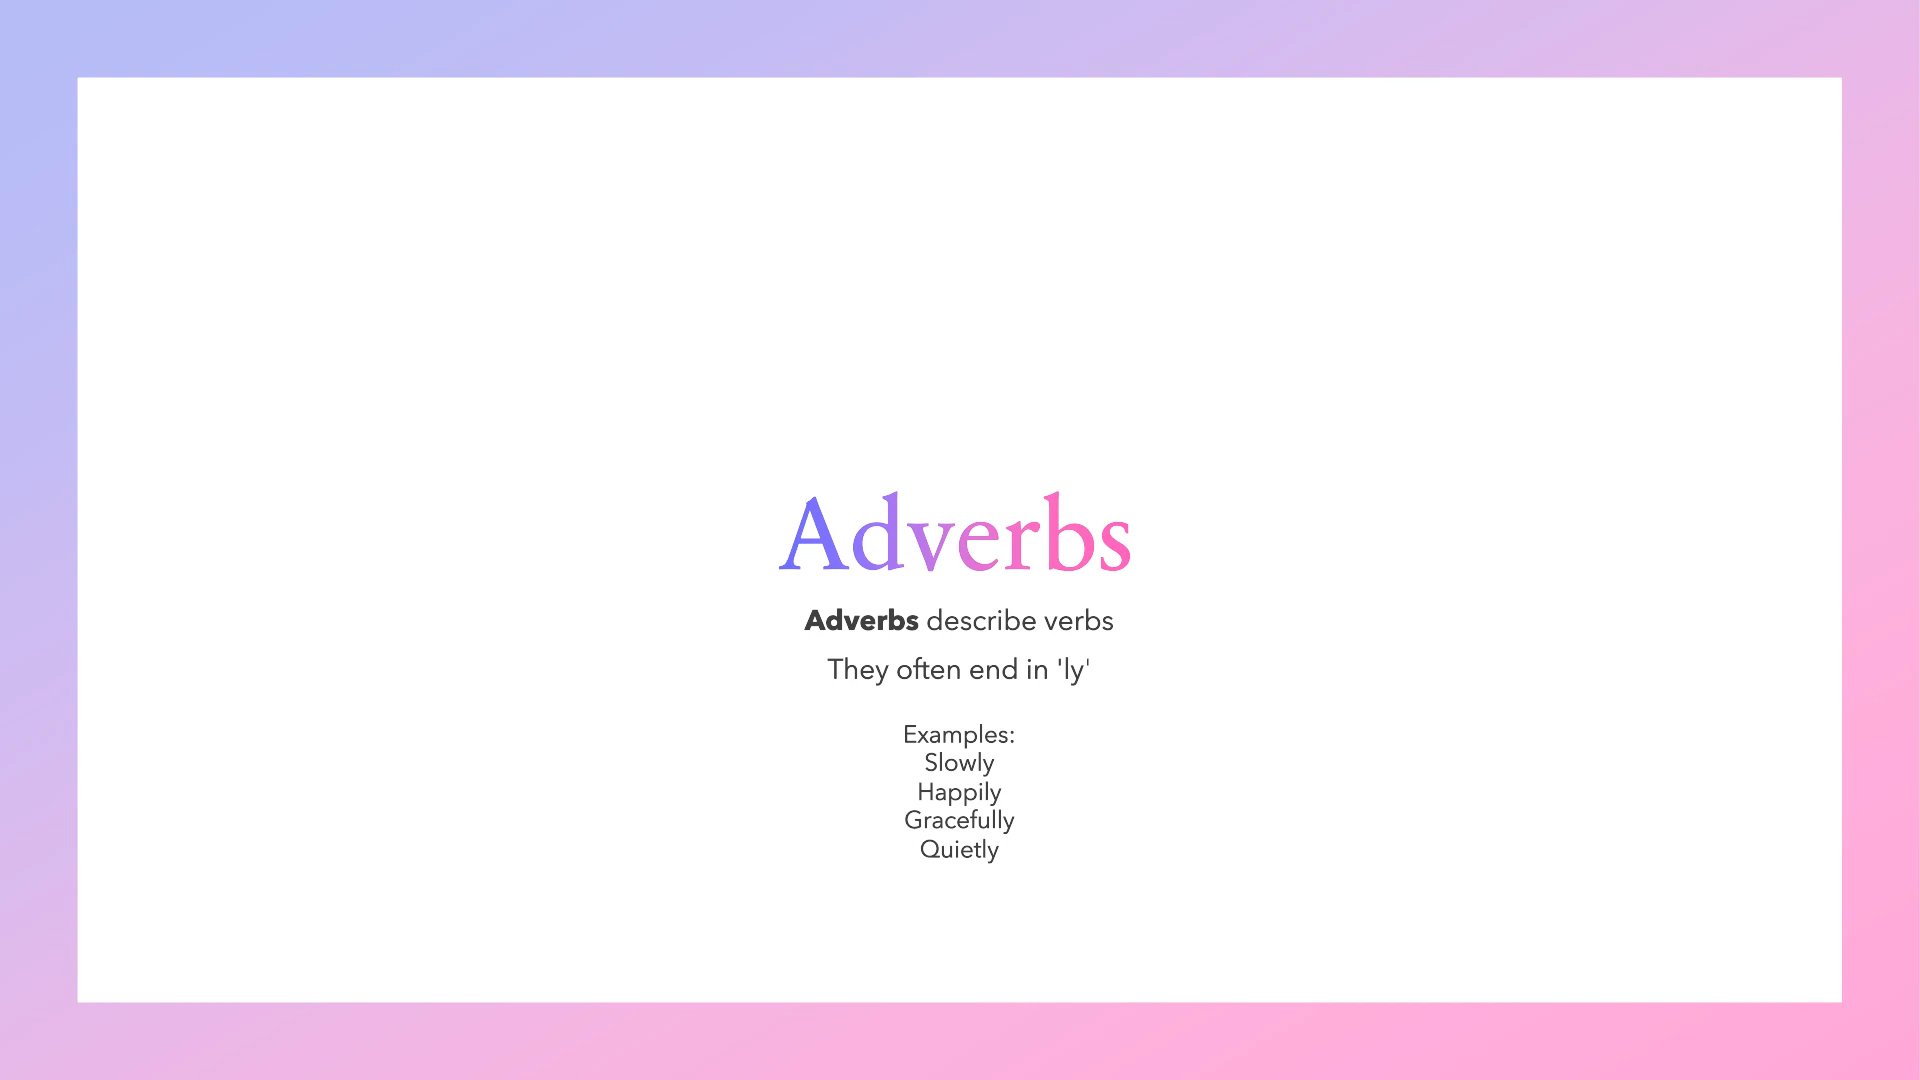 Adverbs
Adverbs describe verbs
They often end in 'ly'
Examples:
Slowly
Happily
Gracefully
Quietly